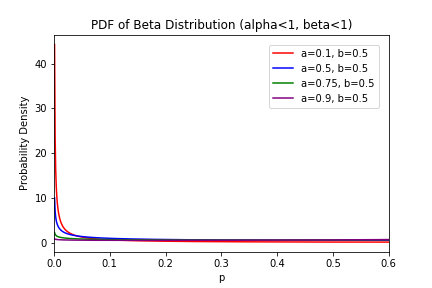 PDF of Beta Distribution (alpha<1, beta<1)
a=0.1, b=0.5
a=0.5, b=0.5
a=0.75, b=0.5
a=0.9, b=0.5
Probability Density
40
30
20
10
0
0.0 0.1 0.2 0.3 0.4 0.5 0.6
p